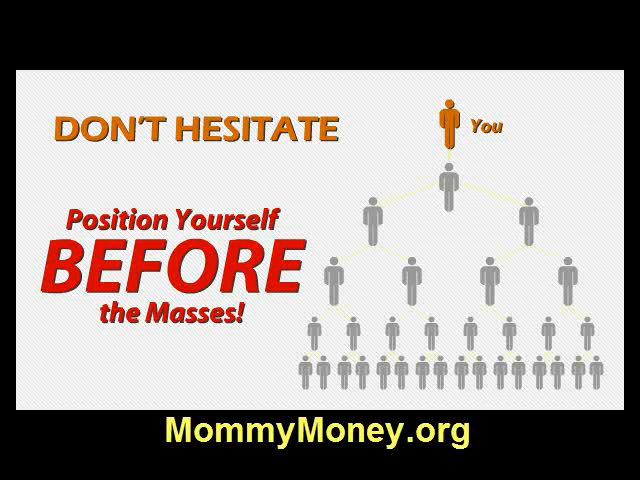 DON'T HESITATE
You
Position Yourself
BEFORE
the Masses!
MommyMoney.org